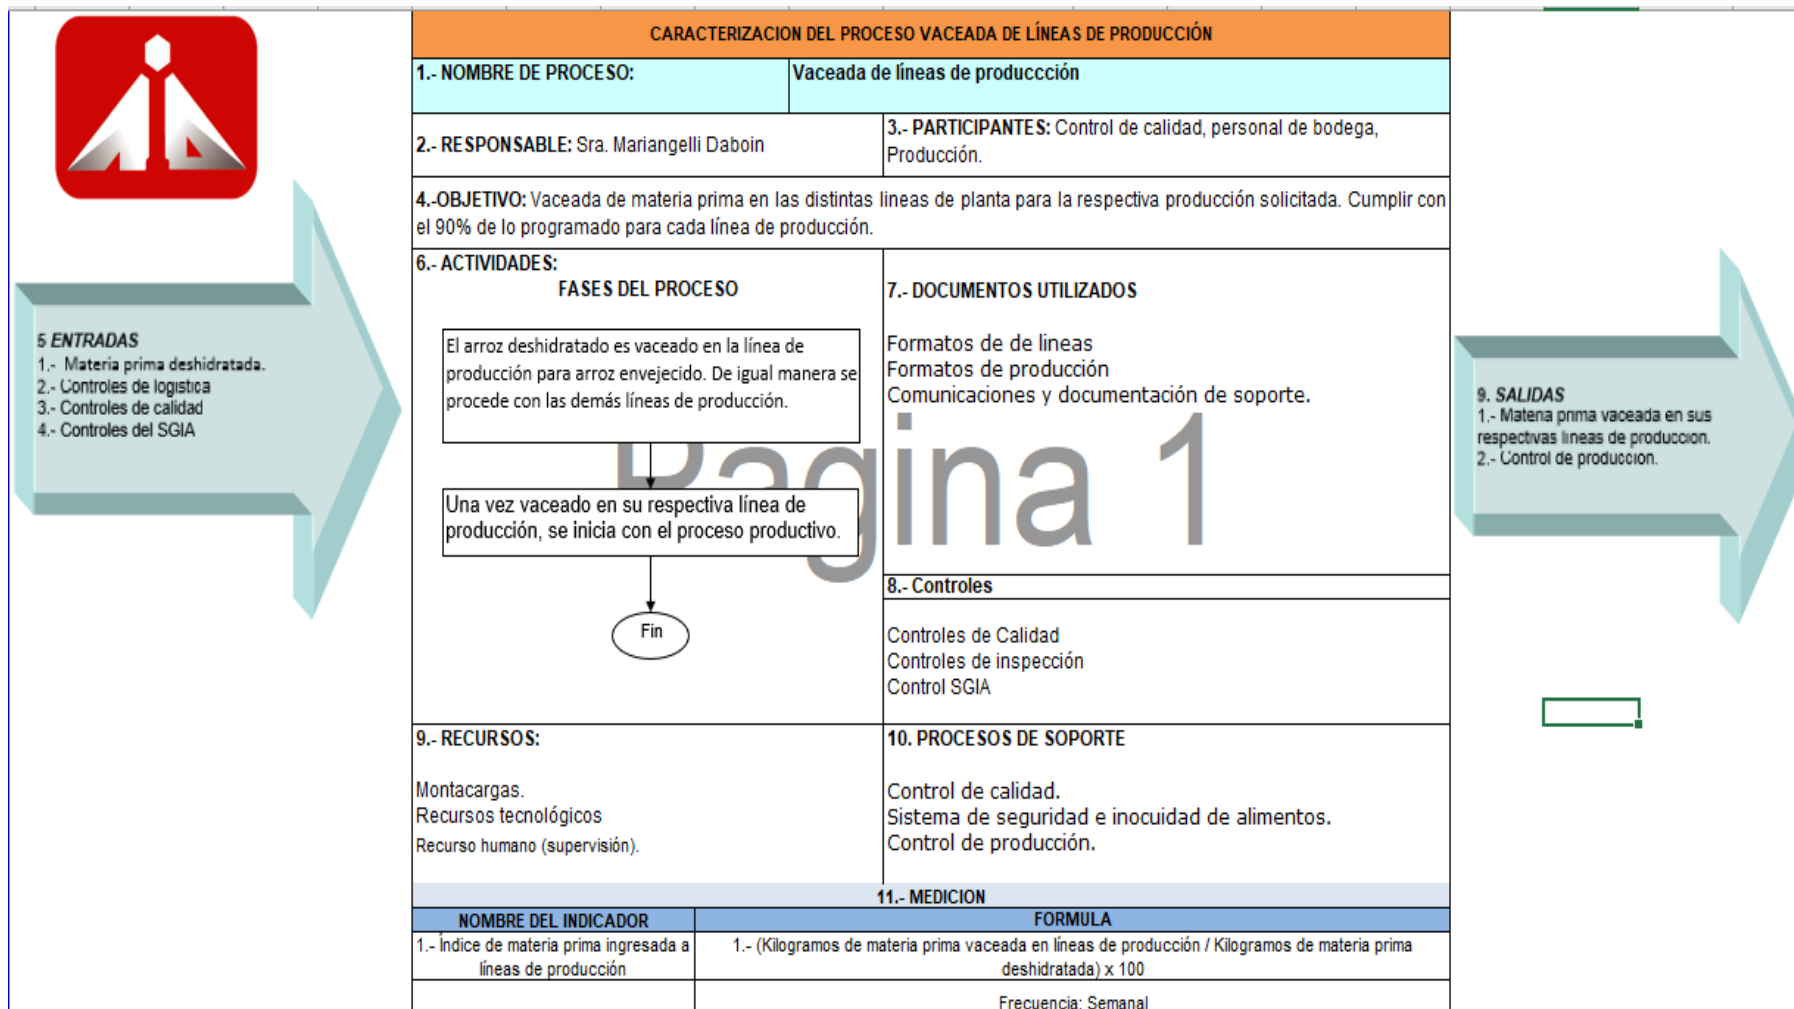 CARACTERIZACION DEL PROCESO VACEADA DE LÍNEAS DE PRODUCCIÓN
1.- NOMBRE DE PROCESO:
Vaceada de líneas de produccción
2.- RESPONSABLE: Sra. Mariangelli Daboin
3.- PARTICIPANTES: Control de calidad, personal de bodega,
Producción.
4.-OBJETIVO: Vaceada de materia prima en las distintas lineas de planta para la respectiva producción solicitada. Cumplir con
el 90% de lo programado para cada línea de producción.
5 ENTRADAS
1.- Materia prima deshidratada.
2.- Controles de logistica
3.- Controles de calidad
4.- Controles del SGIA
6.- ACTIVIDADES:
FASES DEL PROCESO
El arroz deshidratado es vaceado en la línea de
producción para arroz envejecido. De igual manera se
procede con las demás líneas de producción.
Una vez vaceado en su respectiva línea de
producción, se inicia con el proceso productivo.
Fin
7.- DOCUMENTOS UTILIZADOS
Formatos de de lineas
Formatos de producción
Comunicaciones y documentación de soporte.
Pagina 1
8.- Controles
Controles de Calidad
Controles de inspección
Control SGIA
9. SALIDAS
1.- Materia prima vaceada en sus
respectivas lineas de produccion.
2.- Control de produccion.
9.- RECURSOS:
Montacargas.
Recursos tecnológicos
Recurso humano (supervisión).
10. PROCESOS DE SOPORTE
Control de calidad.
Sistema de seguridad e inocuidad de alimentos.
Control de producción.
11.- MEDICION
NOMBRE DEL INDICADOR
FORMULA
1.- Índice de materia prima ingresada a
líneas de producción
1.- (Kilogramos de materia prima vaceada en líneas de producción / Kilogramos de materia prima
deshidratada) x 100
Frecuencia: Semanal